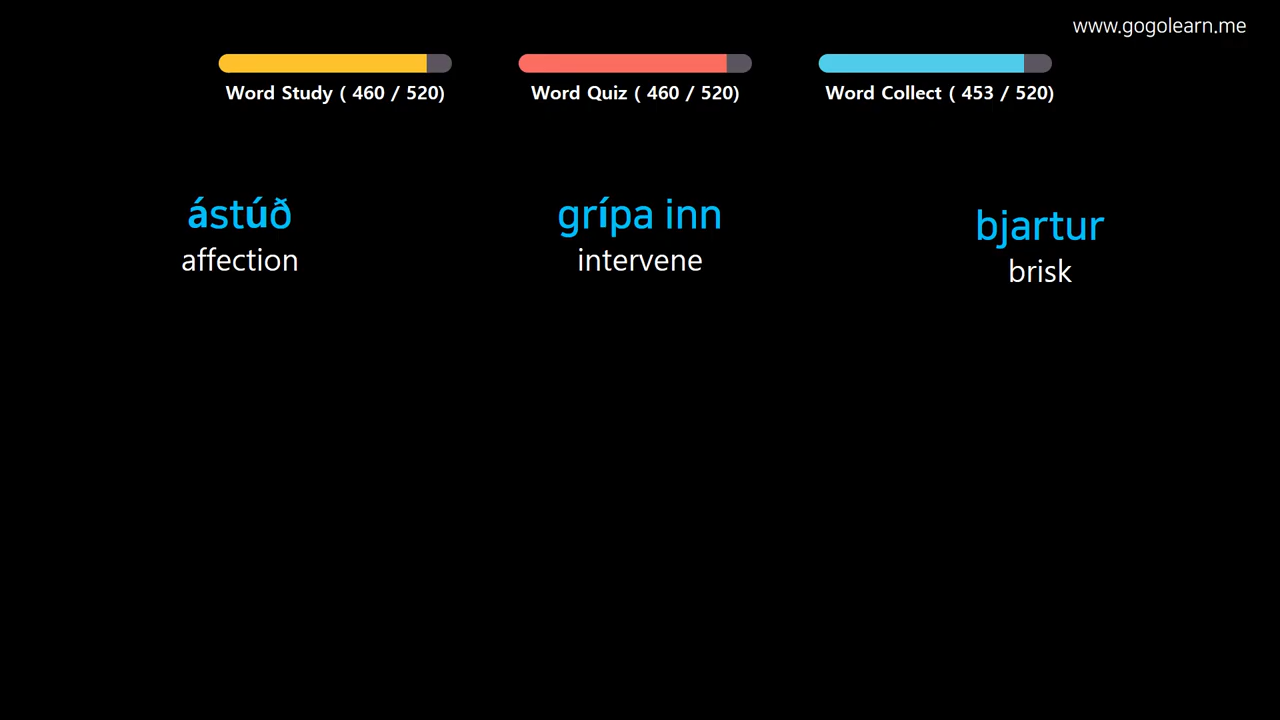 www.gogolearn.me
Word Study ( 460 / 520)
Word Quiz ( 460 / 520)
Word Collect ( 453 / 520)
ástúð
affection
grípa inn
intervene
bjartur
brisk